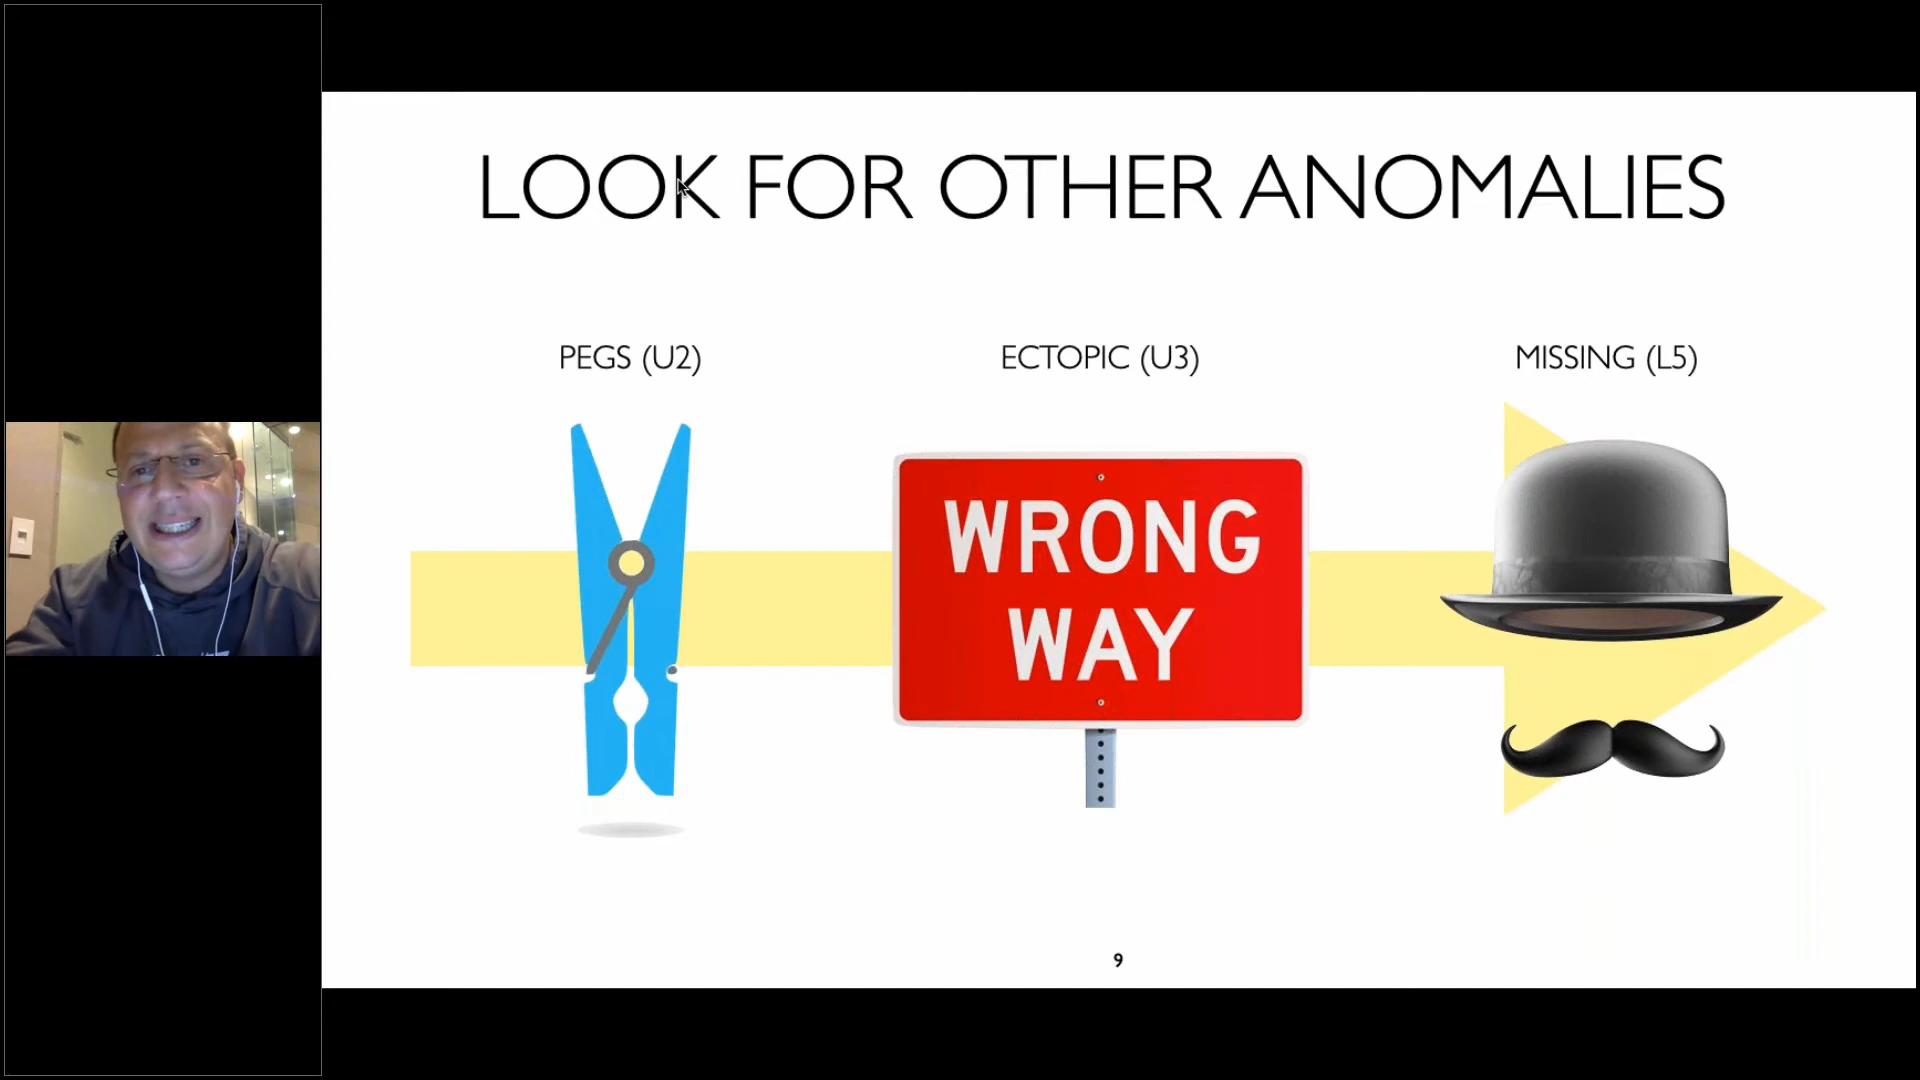 LOOK FOR OTHER ANOMALIES
PEGS (U2)
ECTOPIC (U3)
MISSING (L5)
WRONG
WAY
9